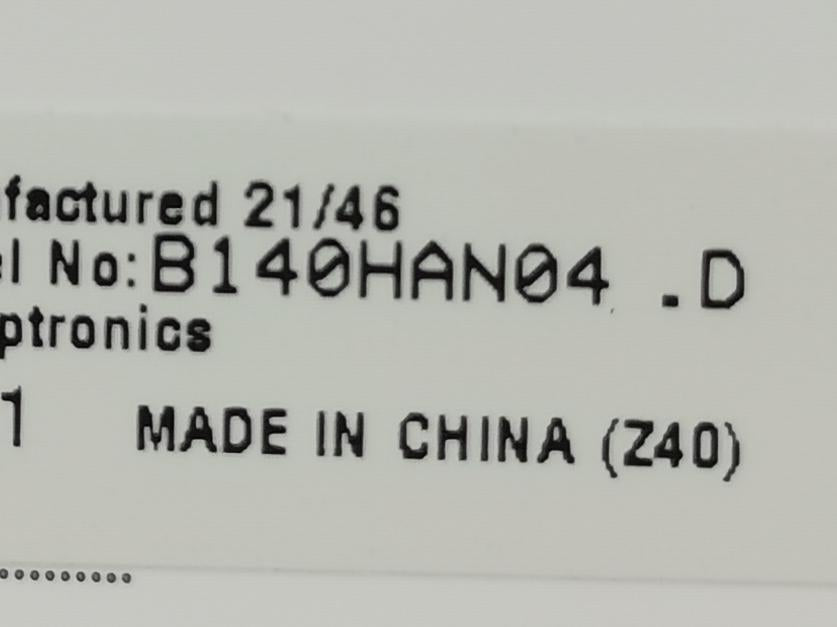 factured 21/46
l No:B140HAN04 .D
ptronics
1 MADE IN CHINA (Z40)